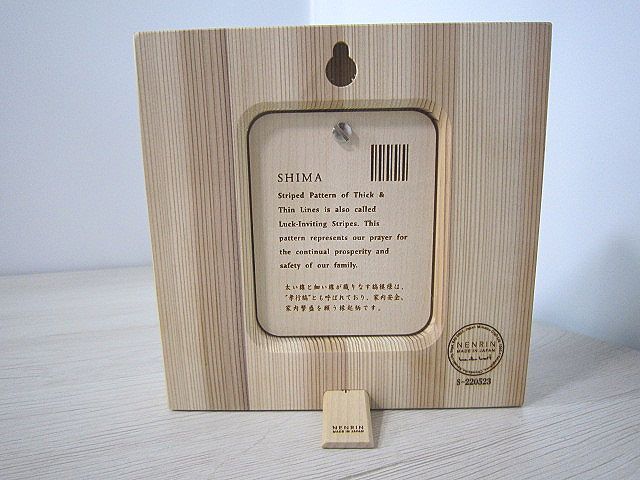 SHIMA
Striped Pattern of Thick &
Thin Lines is also called
Luck-Inviting Stripes. This
pattern represents our prayer for
the continual prosperity and
safety of our family.
太い縞と細い縞が織りなす縞模様は、
"孝行縞"とも呼ばれており、家内安全、
家内繁盛を願う縁起柄です。
NENRIN
MADE IN JAPAN
S-220523
NENRIN
MADE IN JAPAN